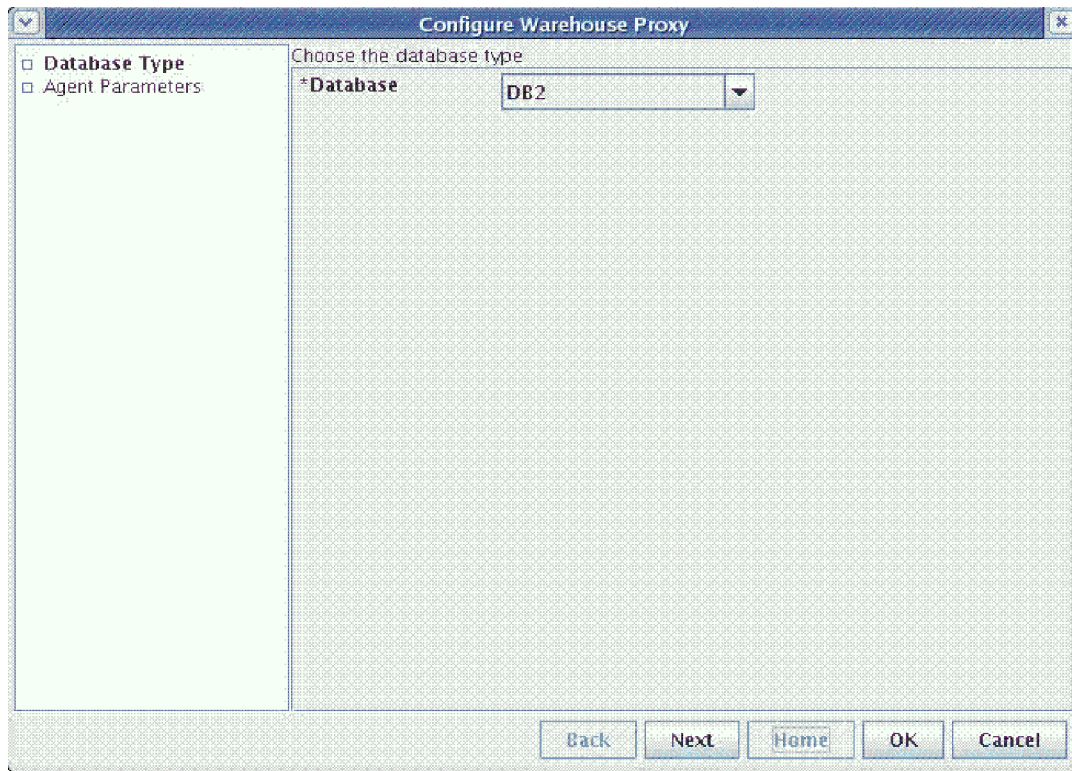 Configure Warehouse Proxy
Database Type
Agent Parameters
Choose the database type
*Database
DB2
Back
Next
Home
OK
Cancel